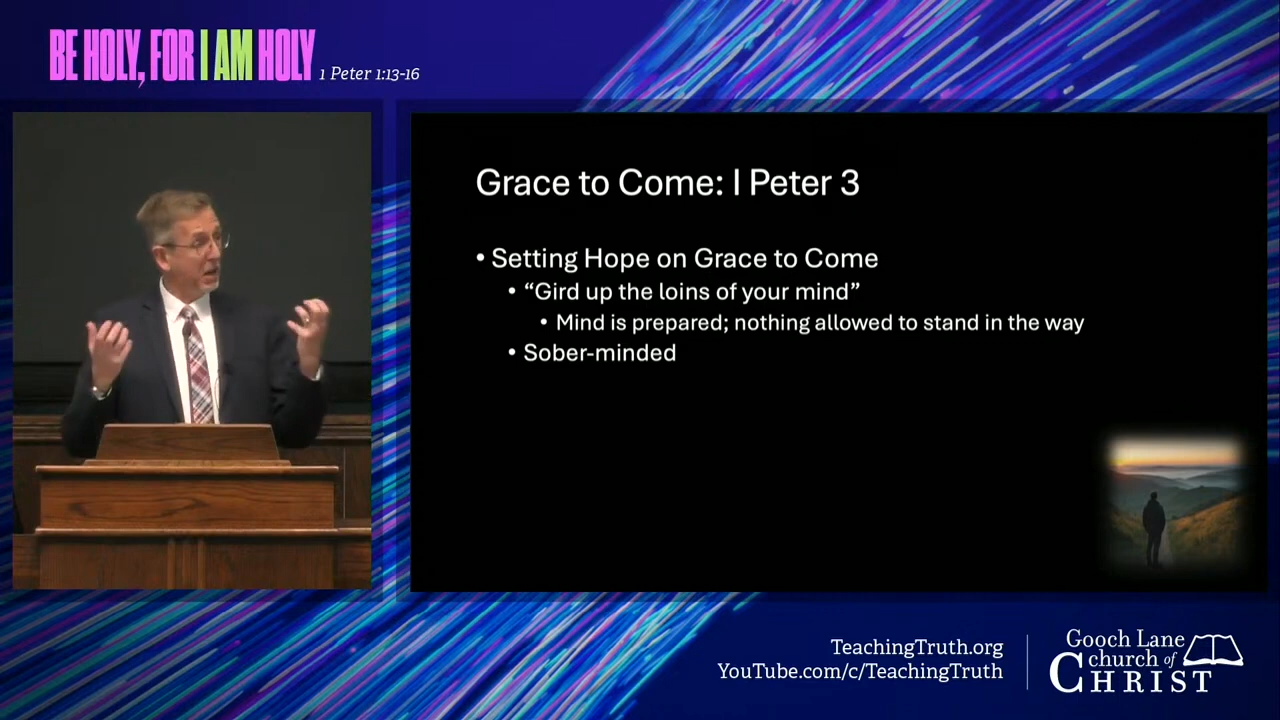 BE HOLY, FOR I AM HOLY 1 Peter 1:13-16
Grace to Come: I Peter 3
• Setting Hope on Grace to Come
• “Gird up the loins of your mind”
• Mind is prepared; nothing allowed to stand in the way
• Sober-minded
TeachingTruth.org
YouTube.com/c/TeachingTruth
Gooch Lane
church of
CHRIST